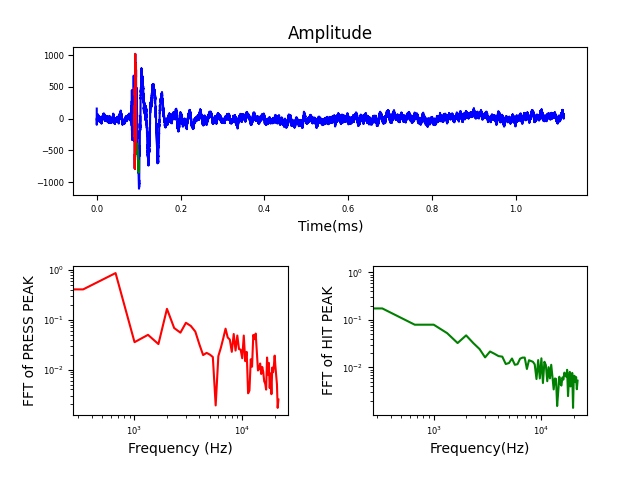 Amplitude
1000
500
0
−500
−1000
0.0 0.2 0.4 0.6 0.8 1.0
Time(ms)
FFT of PRESS PEAK
10⁰
10⁻¹
10⁻²
10³ 10⁴
Frequency (Hz)
FFT of HIT PEAK
10⁰
10⁻¹
10⁻²
10³ 10⁴
Frequency(Hz)